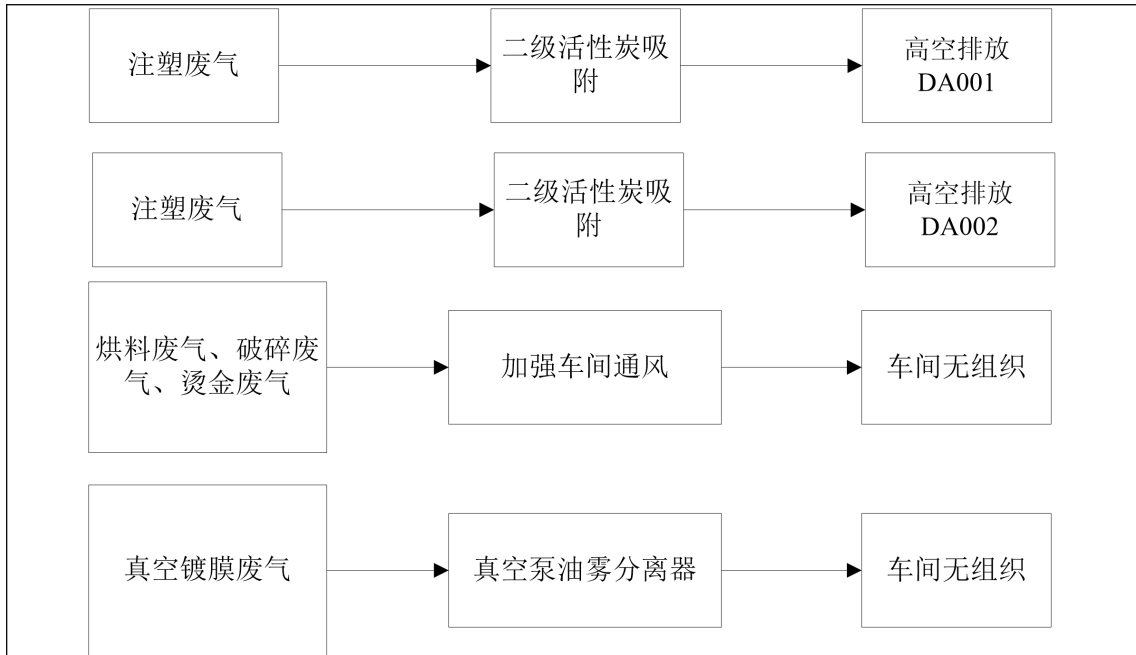 注塑废气
二级活性炭吸
附
高空排放
DA001
注塑废气
二级活性炭吸
附
高空排放
DA002
烘料废气、破碎废
气、烫金废气
加强车间通风
车间无组织
真空镀膜废气
真空泵油雾分离器
车间无组织